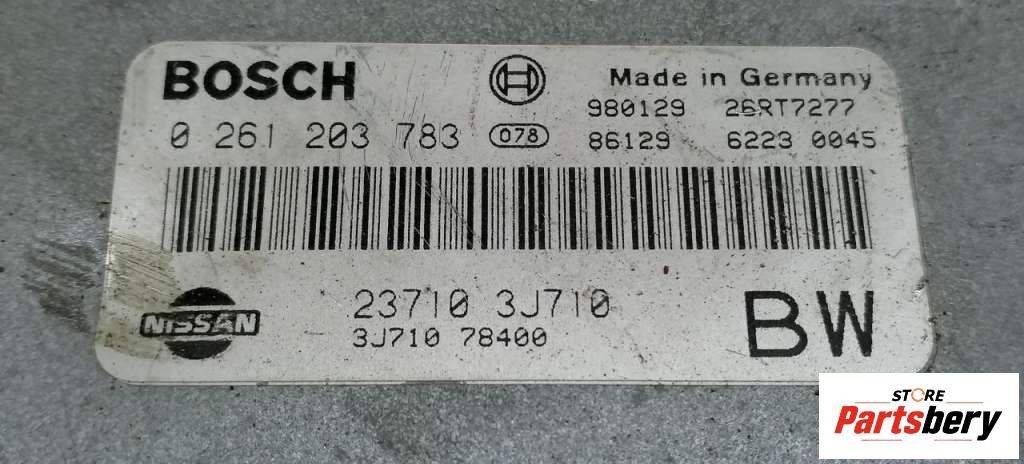 BOSCH Made in Germany
980129 26RT7277
0 261 203 783 078 86129 6223 0045
NISSAN 23710 3J710 BW
3J710 78400
STORE
Partsbery